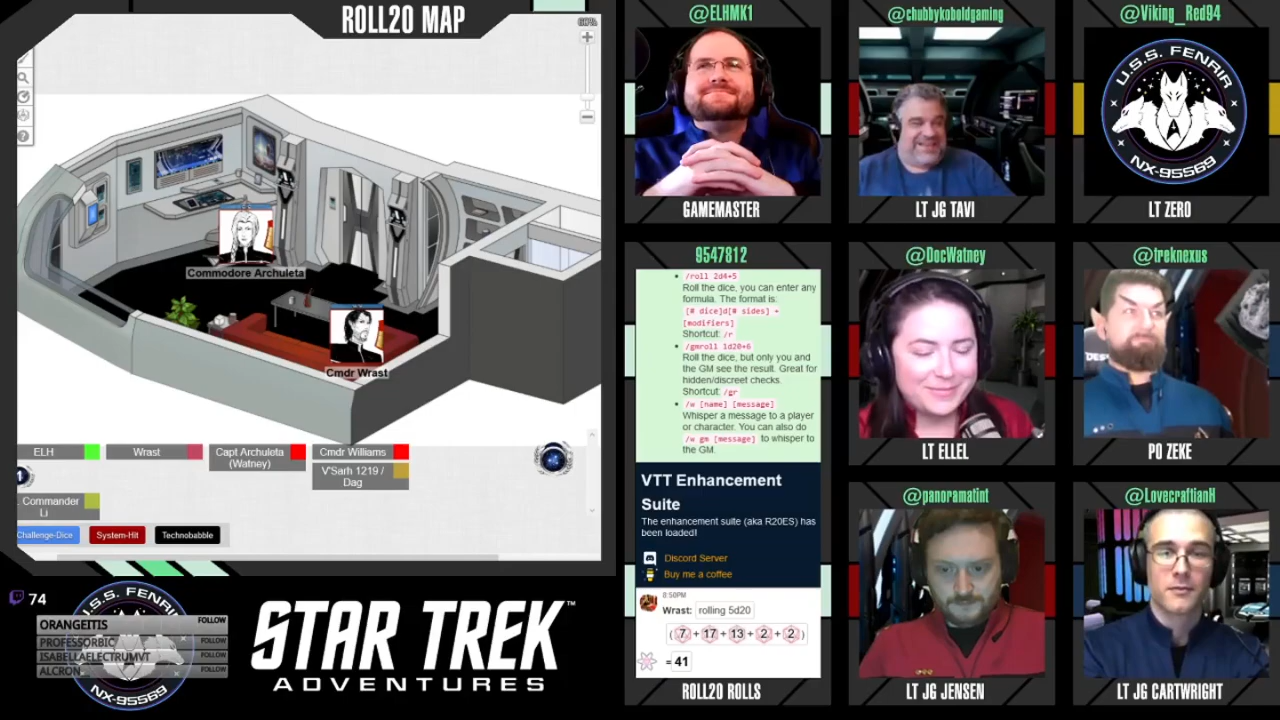 ROLL20 MAP
60%
Commodore Archuleta
Cmdr Wrast
ELH
Wrast
Capt Archuleta
(Watney)
Cmdr Williams
V'Sarh 1219 /
Dag
Commander
Li
Challenge-Dice
System-Hit
Technobabble
74
U.S.S. FENRIR
ORANGEITIS FOLLOW
PROFESSORBIC FOLLOW
ISABELLAELECTRUMVT FOLLOW
ALCRON_ FOLLOW
NX-95569
STAR TREK™
ADVENTURES
@ELHMK1
GAMEMASTER
@chubbykoboldgaming
LT JG TAVI
@Viking_Red94
U.S.S. FENRIR
NX-95569
LT ZERO
9547812
/roll 2d4+5
Roll the dice, you can enter any
formula. The format is:
[# dice]d[# sides] +
[modifiers]
Shortcut: /r
/gmroll 1d20+6
Roll the dice, but only you and
the GM see the result. Great for
hidden/discreet checks.
Shortcut: /gr
/w [name] [message]
Whisper a message to a player
or character. You can also do
/w gm [message] to whisper to
the GM.
VTT Enhancement
Suite
The enhancement suite (aka R20ES) has
been loaded!
Discord Server
Buy me a coffee
8:50PM
Wrast: rolling 5d20
(7+17+13+2+2)
=41
ROLL20 ROLLS
@DocWatney
LT ELLEL
@treknexus
PO ZEKE
@panoramatint
LT JG JENSEN
@LovecraftianH
LT JG CARTWRIGHT